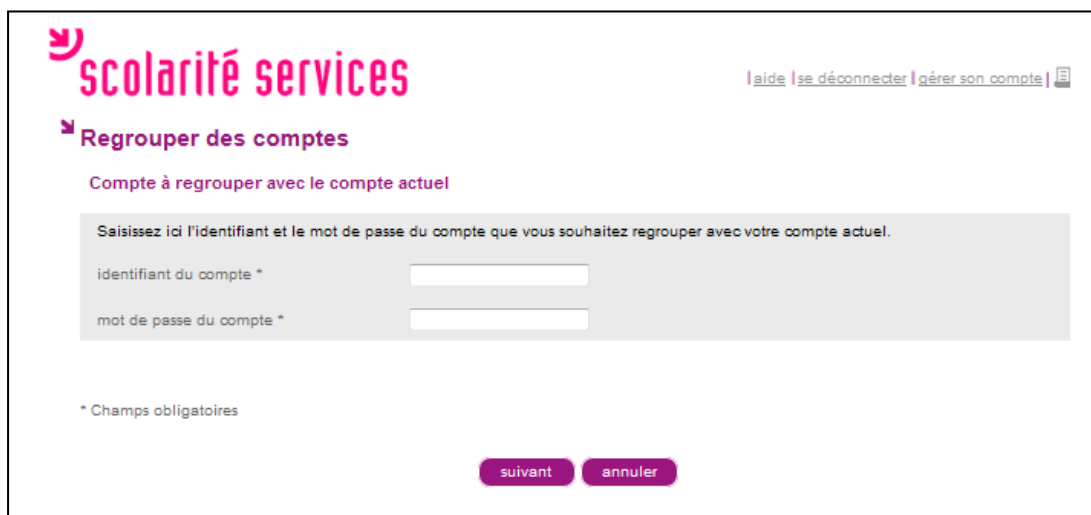 scolarité services
|aide |se déconnecter |gérer son compte|
Regrouper des comptes
Compte à regrouper avec le compte actuel
Saisissez ici l'identifiant et le mot de passe du compte que vous souhaitez regrouper avec votre compte actuel.
identifiant du compte *
mot de passe du compte *
* Champs obligatoires
suivant annuler